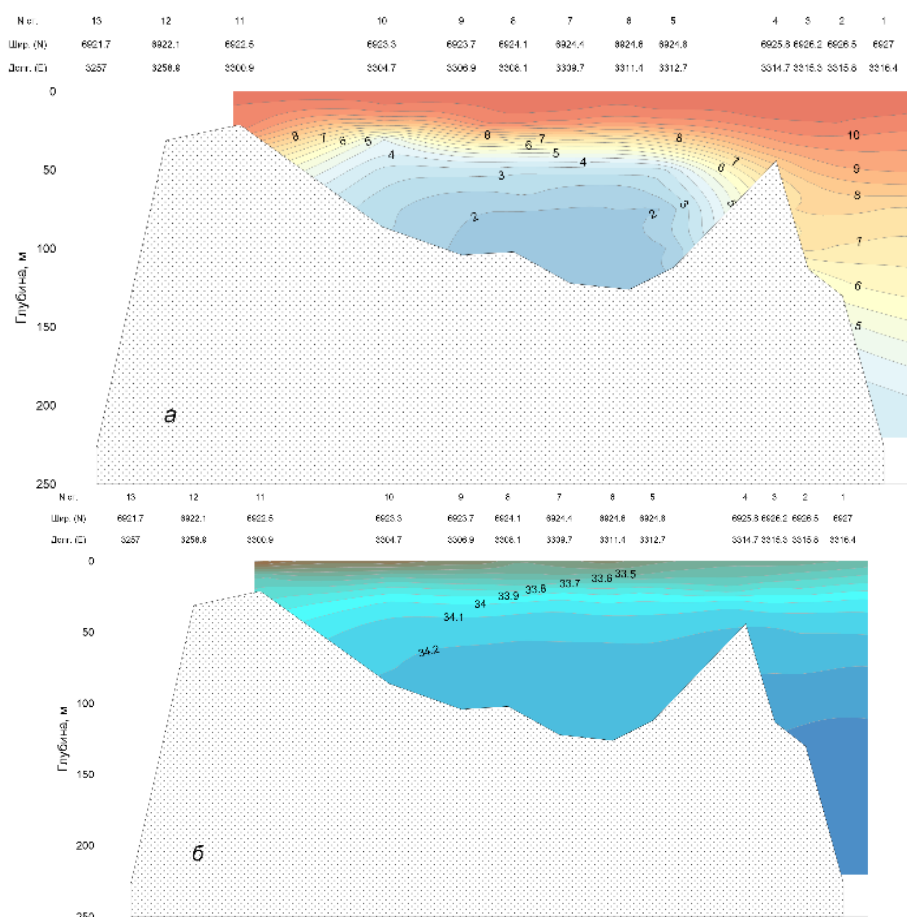 N ст. 13 12 11 10 9 8 7 6 5 4 3 2 1
Шир. (N) 6921.7 6922.1 6922.5 6923.3 6923.7 6924.1 6924.4 6924.6 6924.8 6925.8 6926.2 6926.5 6927
Долг. (E) 3257 3258.9 3300.9 3304.7 3306.9 3308.1 3309.7 3311.4 3312.7 3314.7 3315.3 3315.8 3316.4
0
8 7 6 5 8 7 8 10
4 6 5 4 6 7 9
50 3 8
2 2 5 5
7
100
6
Глубина, м
150 5
200
а
250
N ст. 13 12 11 10 9 8 7 6 5 4 3 2 1
Шир. (N) 6921.7 6922.1 6922.5 6923.3 6923.7 6924.1 6924.4 6924.6 6924.8 6925.8 6926.2 6926.5 6927
Долг. (E) 3257 3258.9 3300.9 3304.7 3306.9 3308.1 3309.7 3311.4 3312.7 3314.7 3315.3 3315.8 3316.4
0
34.1 34 33.9 33.8 33.7 33.6 33.5
50
34.2
100
Глубина, м
150
200
б
250